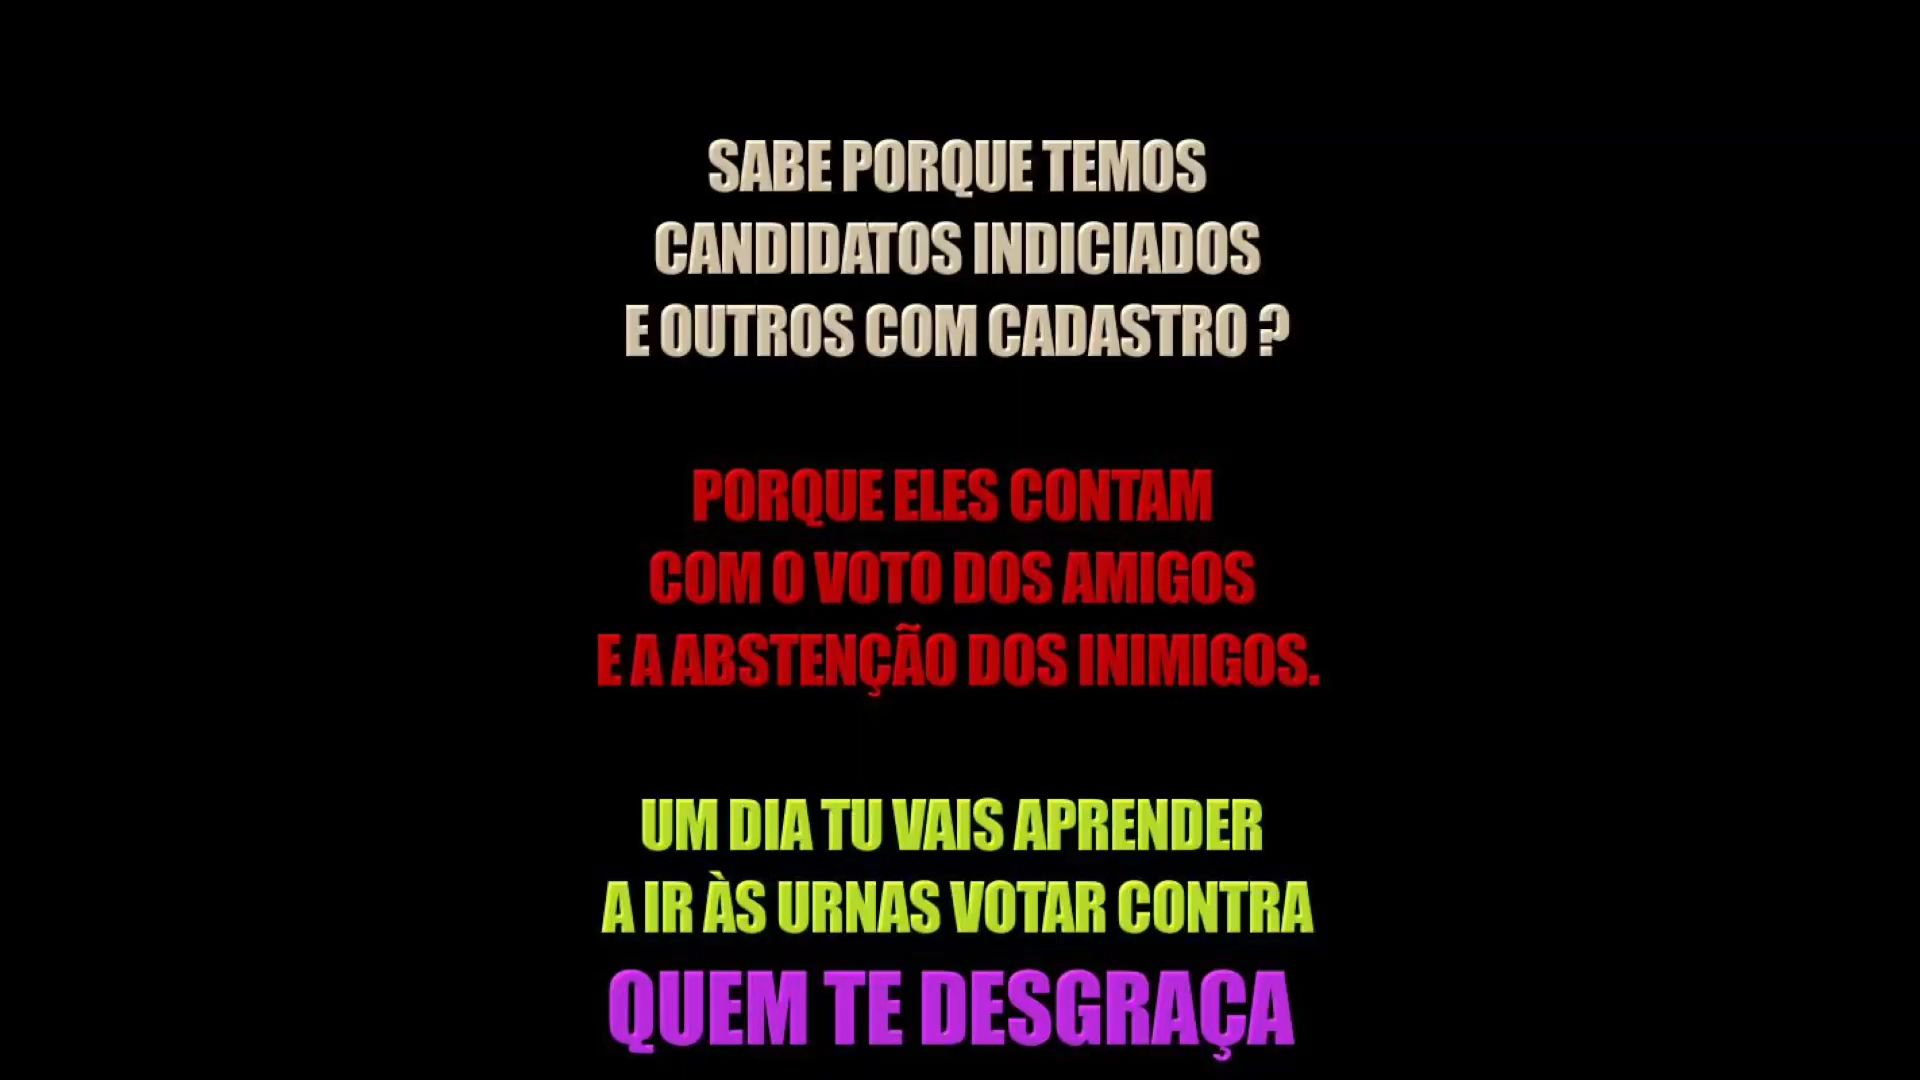 SABE PORQUE TEMOS
CANDIDATOS INDICIADOS
E OUTROS COM CADASTRO ?
PORQUE ELES CONTAM
COM O VOTO DOS AMIGOS
E A ABSTENÇÃO DOS INIMIGOS.
UM DIA TU VAIS APRENDER
A IR ÀS URNAS VOTAR CONTRA
QUEM TE DESGRAÇA